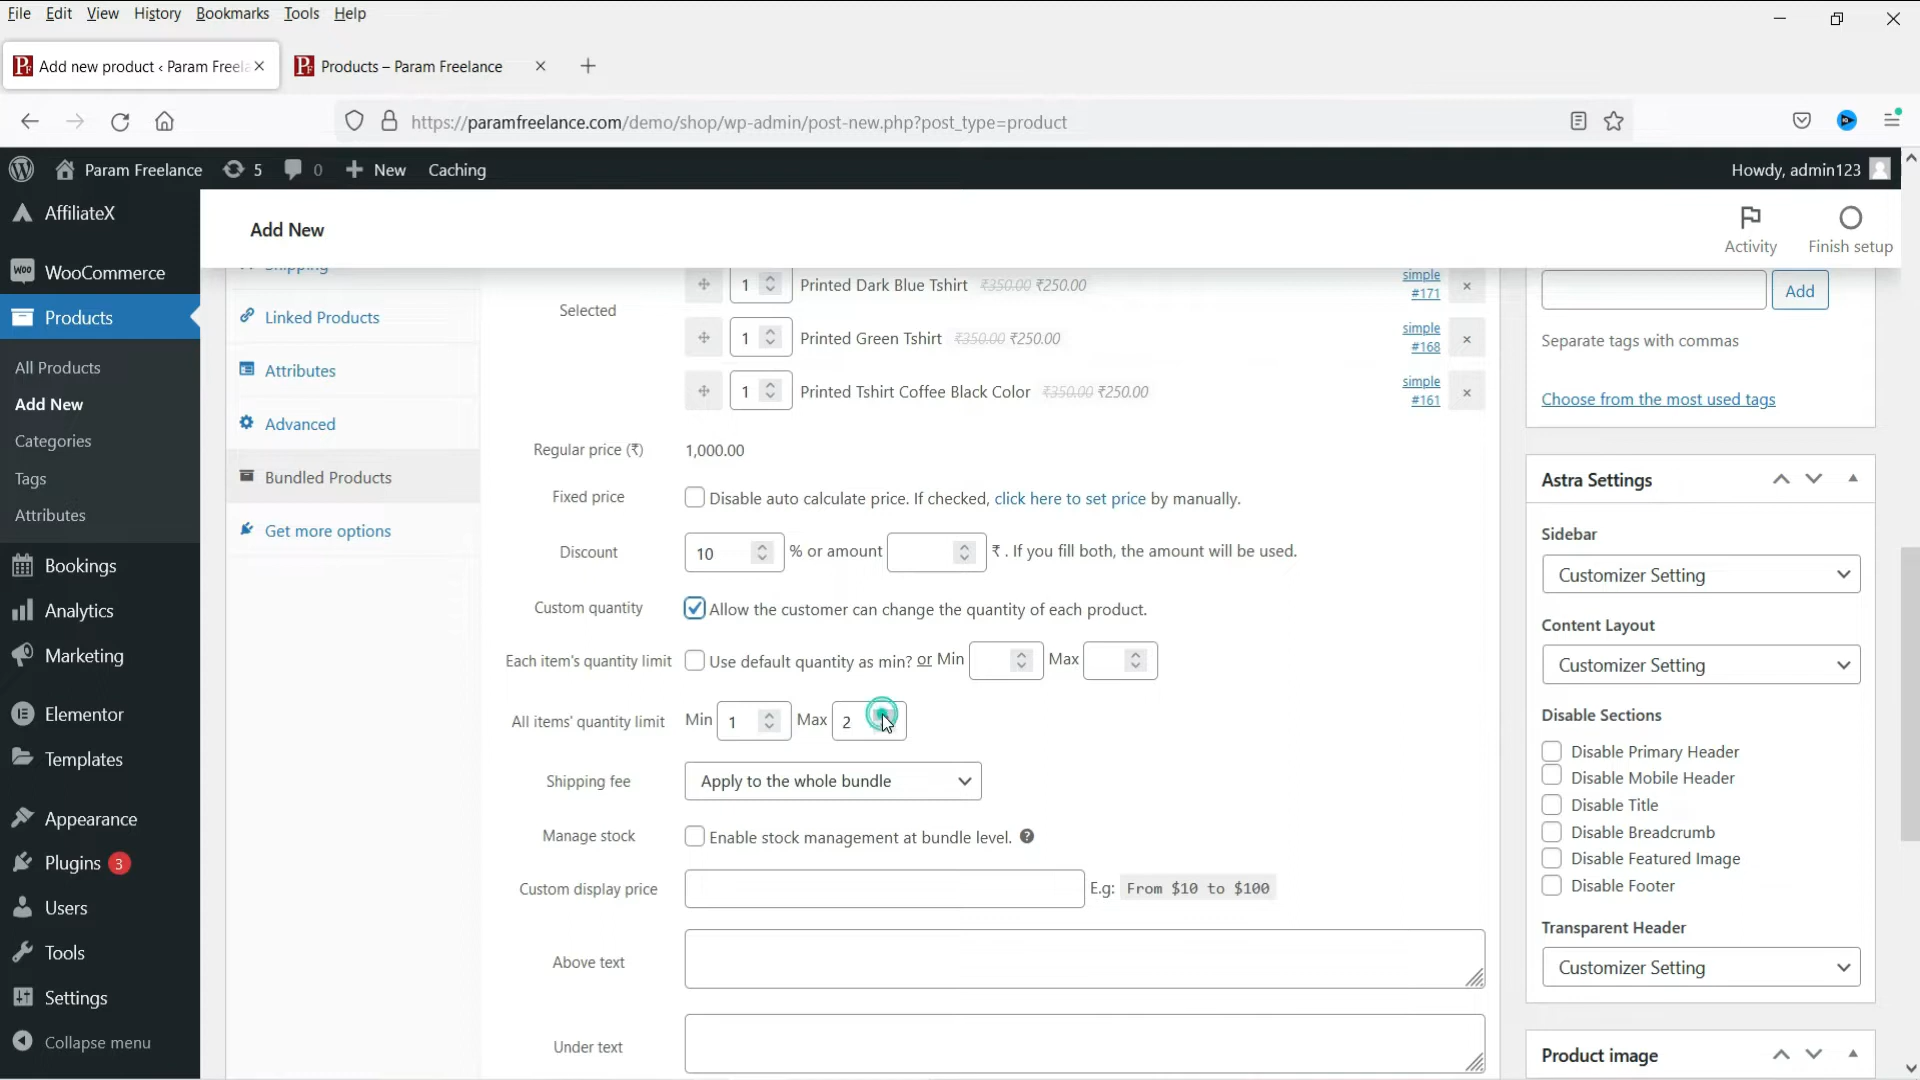 File Edit View History Bookmarks Tools Help
Add new product ‹ Param Freela
Products – Param Freelance
https://paramfreelance.com/demo/shop/wp-admin/post-new.php?post_type=product
Param Freelance 5 0 New Caching Howdy, admin123
AffiliateX
WooCommerce
Products
All Products
Add New
Categories
Tags
Attributes
Bookings
Analytics
Marketing
Elementor
Templates
Appearance
Plugins 3
Users
Tools
Settings
Collapse menu
Add New
Activity
Finish setup
Shipping
Linked Products
Attributes
Advanced
Bundled Products
Get more options
Selected
1 Printed Dark Blue Tshirt ₹350.00 ₹250.00 simple #171 ×
1 Printed Green Tshirt ₹350.00 ₹250.00 simple #168 ×
1 Printed Tshirt Coffee Black Color ₹350.00 ₹250.00 simple #161 ×
Regular price (₹) 1,000.00
Fixed price Disable auto calculate price. If checked, click here to set price by manually.
Discount 10 % or amount ₹ . If you fill both, the amount will be used.
Custom quantity Allow the customer can change the quantity of each product.
Each item's quantity limit Use default quantity as min? or Min Max
All items' quantity limit Min 1 Max 2
Shipping fee Apply to the whole bundle
Manage stock Enable stock management at bundle level. ?
Custom display price E.g: From $10 to $100
Above text
Under text
Add
Separate tags with commas
Choose from the most used tags
Astra Settings
Sidebar
Customizer Setting
Content Layout
Customizer Setting
Disable Sections
Disable Primary Header
Disable Mobile Header
Disable Title
Disable Breadcrumb
Disable Featured Image
Disable Footer
Transparent Header
Customizer Setting
Product image